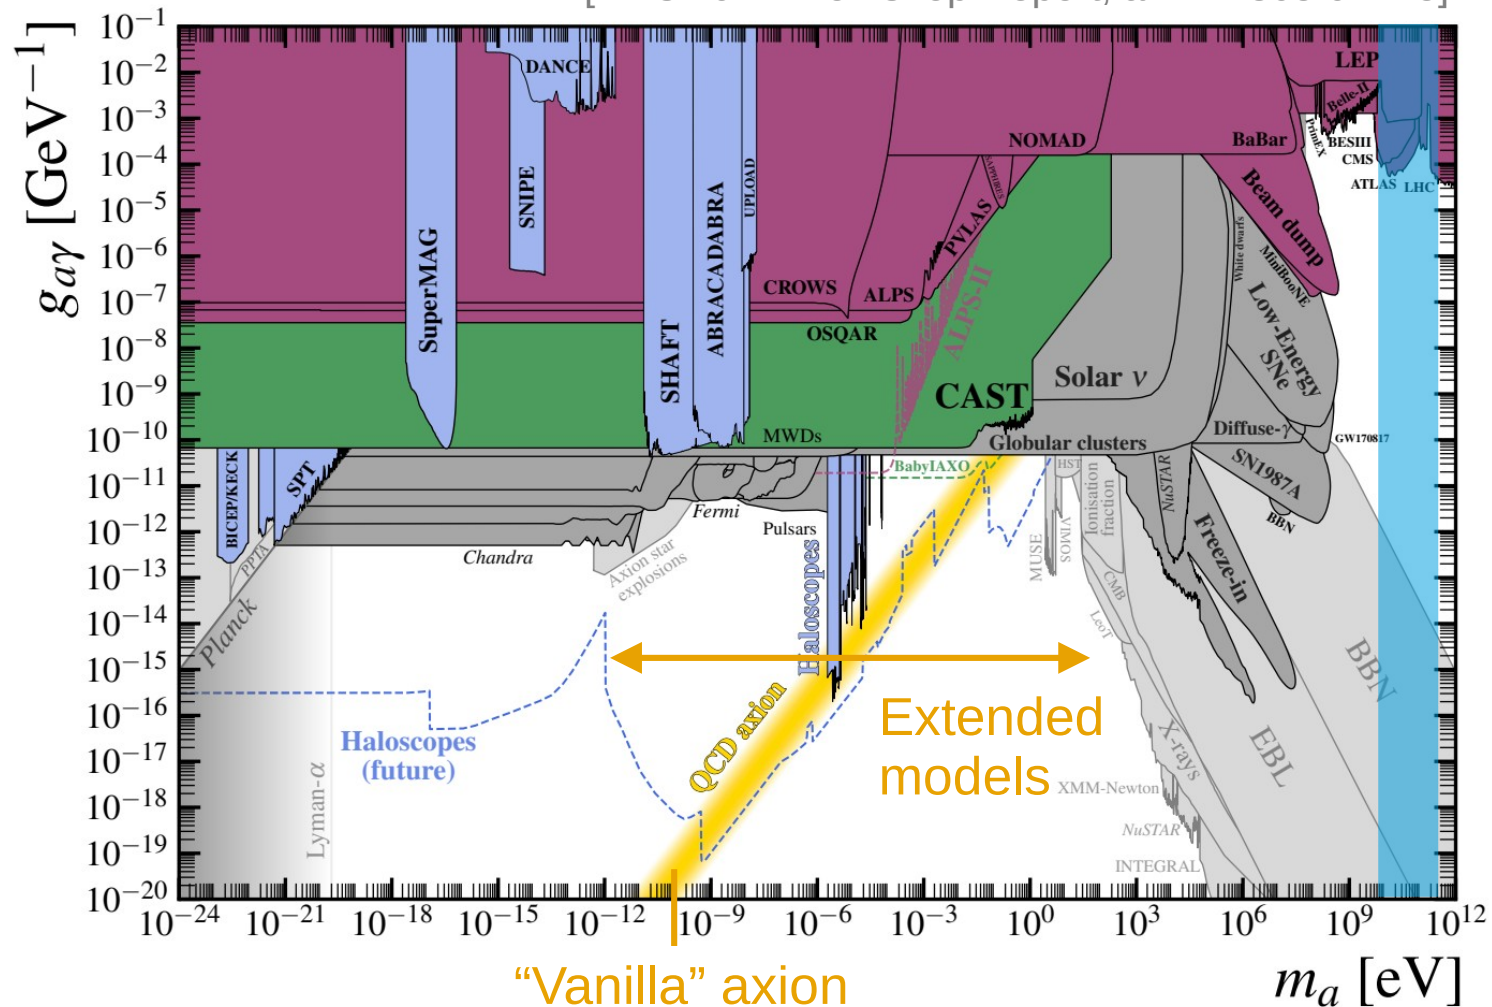 10⁻¹
10⁻²
10⁻³
10⁻⁴
10⁻⁵
10⁻⁶
10⁻⁷
10⁻⁸
10⁻⁹
10⁻¹⁰
10⁻¹¹
10⁻¹²
10⁻¹³
10⁻¹⁴
10⁻¹⁵
10⁻¹⁶
10⁻¹⁷
10⁻¹⁸
10⁻¹⁹
10⁻²⁰
gₐγ [GeV⁻¹]
DANCE
LEP
Belle-II
PrimEX
BESIII
CMS
ATLAS
LHC
NOMAD
BaBar
SAPPHIRES
SNIPE
UPLOAD
Beam dump
PVLAS
White dwarfs
MiniBooNE
SuperMAG
SHAFT
ABRACADABRA
CROWS
ALPS
OSQAR
ALPS-II
Low-Energy
SNe
CAST
Solar ν
MWDs
Globular clusters
Diffuse-γ
GW170817
BICEP/KECK
SPT
BabyIAXO
HST
SN1987A
NuSTAR
BBN
Ionisation
fraction
Fermi
Pulsars
PPTA
Chandra
Axion star
explosions
MUSE
VIMOS
Freeze-in
Haloscopes
CMB
LeoT
Planck
BBN
QCD axion
Extended
models
Haloscopes
(future)
X-rays
EBL
Lyman-α
XMM-Newton
NuSTAR
INTEGRAL
10⁻²⁴
10⁻²¹
10⁻¹⁸
10⁻¹⁵
10⁻¹²
10⁻⁹
10⁻⁶
10⁻³
10⁰
10³
10⁶
10⁹
10¹²
“Vanilla” axion
mₐ [eV]